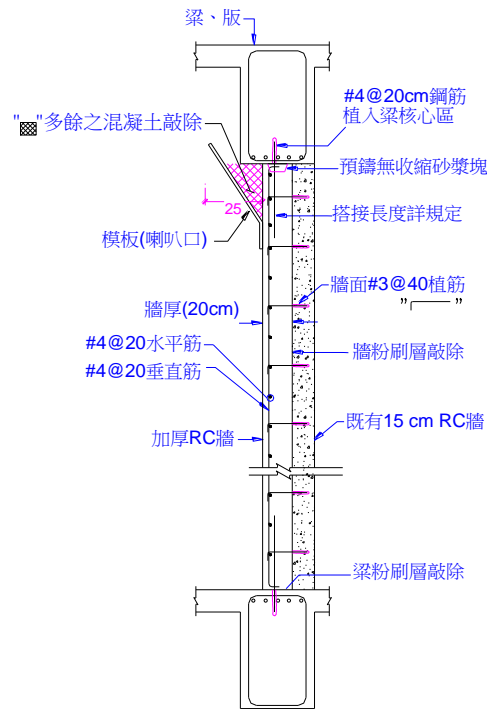 梁、版
#4@20cm鋼筋
植入梁核心區
"▩"多餘之混凝土敲除
預鑄無收縮砂漿塊
25
搭接長度詳規定
模板(喇叭口)
牆面#3@40植筋
" "
牆厚(20cm)
#4@20水平筋
牆粉刷層敲除
#4@20垂直筋
既有15 cm RC牆
加厚RC牆
梁粉刷層敲除